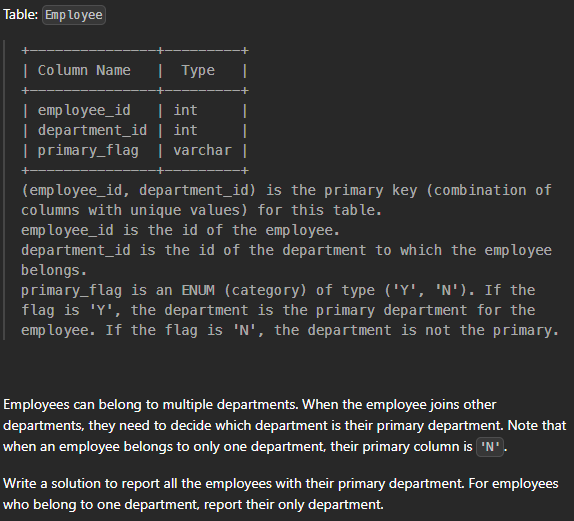 Table: Employee
+---------------+---------+
| Column Name   |  Type   |
+---------------+---------+
| employee_id   | int     |
| department_id | int     |
| primary_flag  | varchar |
+---------------+---------+
(employee_id, department_id) is the primary key (combination of
columns with unique values) for this table.
employee_id is the id of the employee.
department_id is the id of the department to which the employee
belongs.
primary_flag is an ENUM (category) of type ('Y', 'N'). If the
flag is 'Y', the department is the primary department for the
employee. If the flag is 'N', the department is not the primary.
Employees can belong to multiple departments. When the employee joins other
departments, they need to decide which department is their primary department. Note that
when an employee belongs to only one department, their primary column is 'N'.
Write a solution to report all the employees with their primary department. For employees
who belong to one department, report their only department.